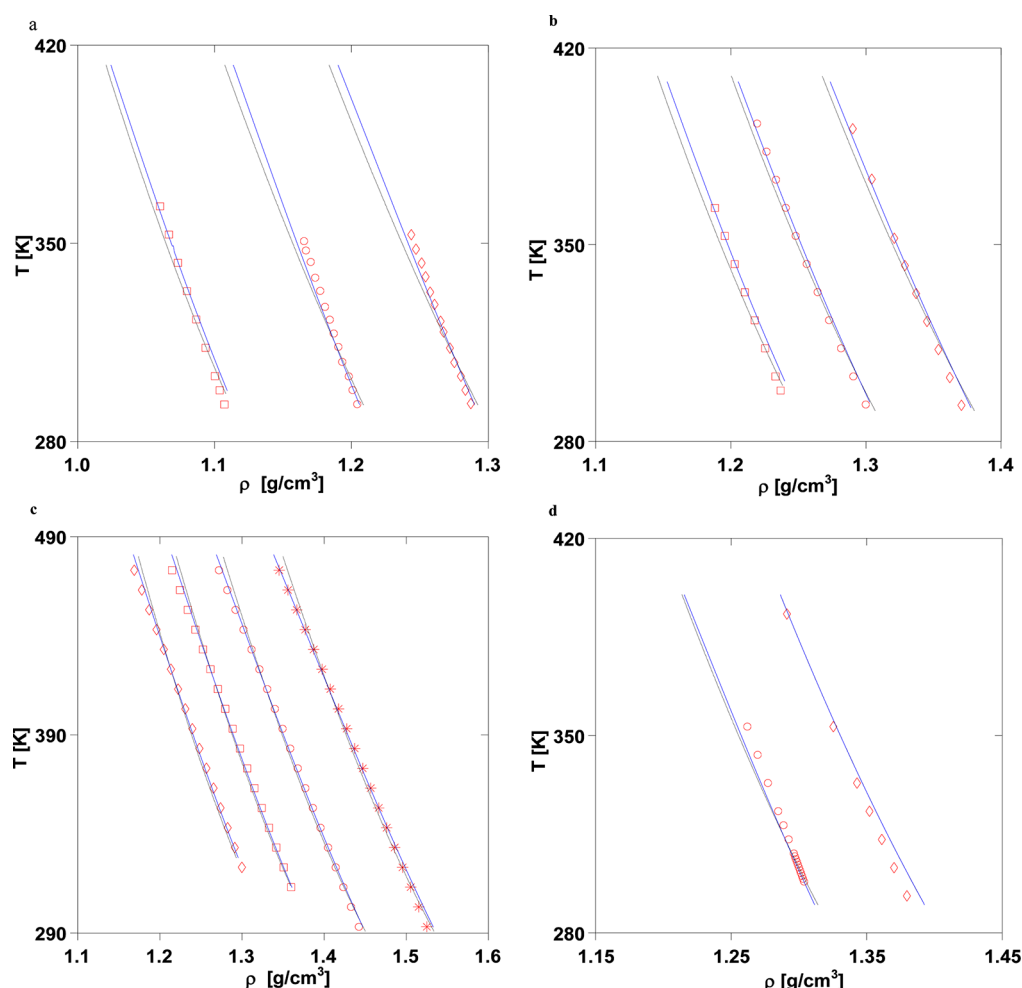 a
420
350
280
T [K]
1.0 1.1 1.2 1.3
ρ [g/cm³]
b
420
350
280
T [K]
1.1 1.2 1.3 1.4
ρ [g/cm³]
c
490
390
290
T [K]
1.1 1.2 1.3 1.4 1.5 1.6
ρ [g/cm³]
d
420
350
280
T [K]
1.15 1.25 1.35 1.45
ρ [g/cm³]